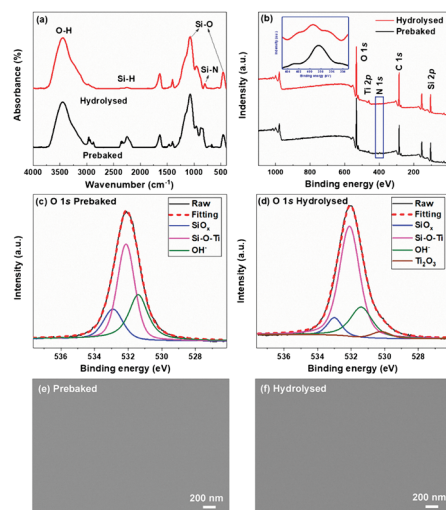 (a)
O-H
Si-O
Si-H
Si-N
Hydrolysed
Prebaked
Absorbance (%)
4000 3500 3000 2500 2000 1500 1000 500
Wavenumber (cm⁻¹)
(b)
Hydrolysed
Prebaked
O 1s
Ti 2p
N 1s
C 1s
Si 2p
Indensity (a.u.)
1000 800 600 400 200
Binding energy (eV)
(c) O 1s Prebaked
Raw
Fitting
SiOₓ
Si-O-Ti
OH⁻
Intensity (a.u.)
536 534 532 530 528
Binding energy (eV)
(d) O 1s Hydrolysed
Raw
Fitting
SiOₓ
Si-O-Ti
OH⁻
Ti₂O₃
Intensity (a.u.)
536 534 532 530 528
Binding energy (eV)
(e) Prebaked
200 nm
(f) Hydrolysed
200 nm